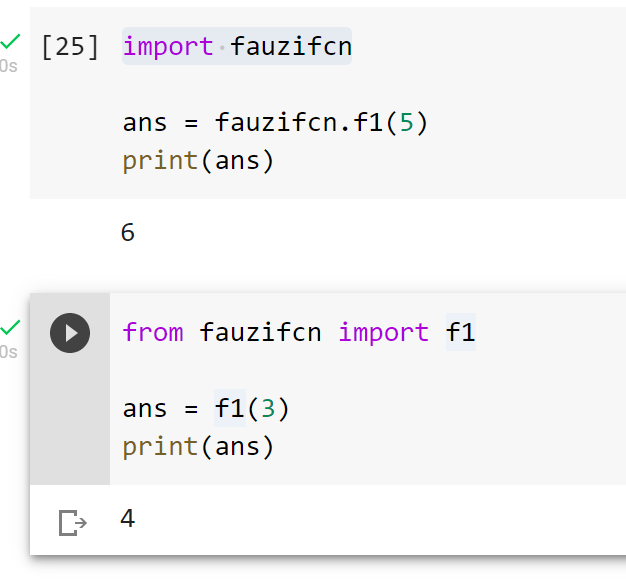 [25] import fauzifcn
0s
ans = fauzifcn.f1(5)
print(ans)
6
from fauzifcn import f1
0s
ans = f1(3)
print(ans)
4